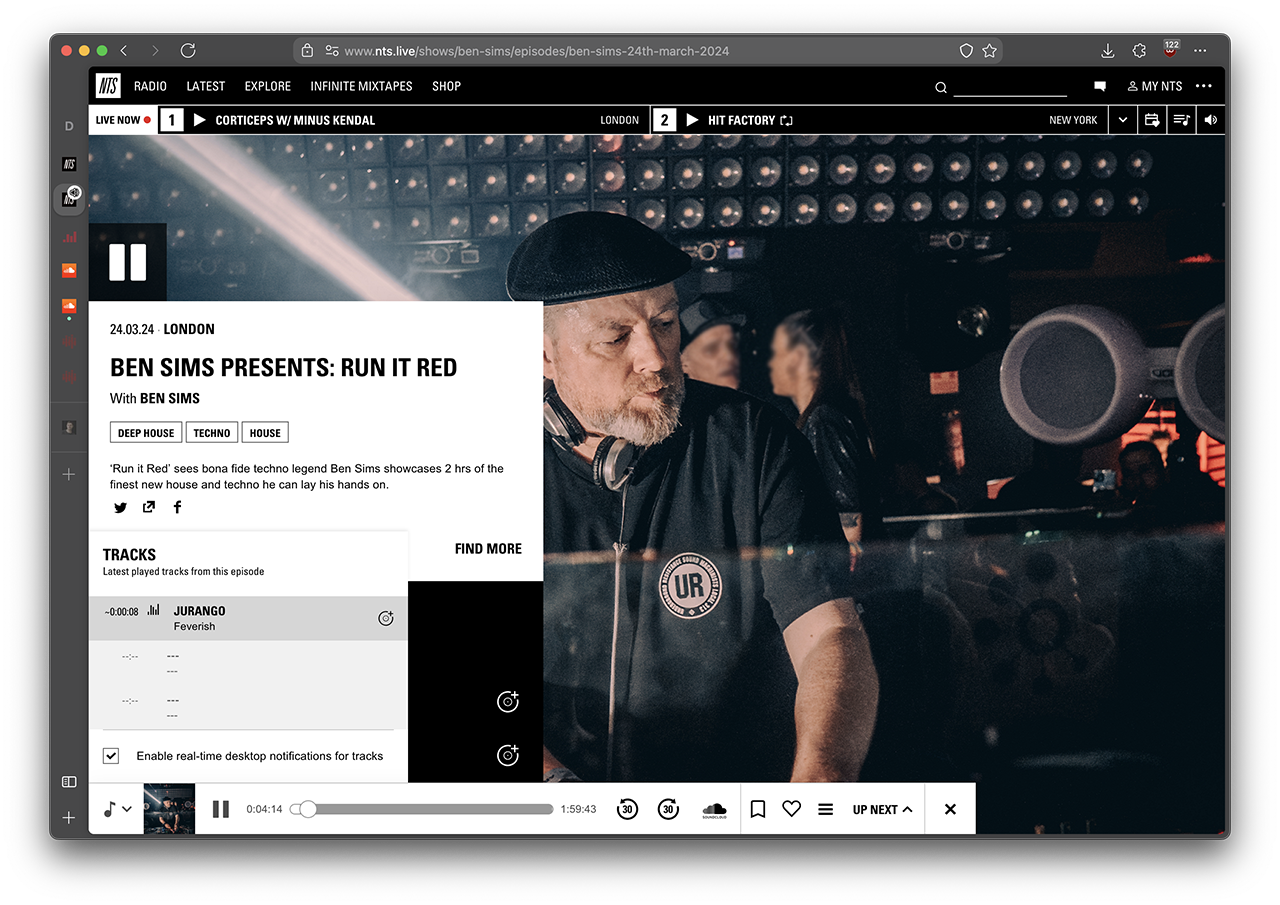 www.nts.live/shows/ben-sims/episodes/ben-sims-24th-march-2024
122
NTS
RADIO
LATEST
EXPLORE
INFINITE MIXTAPES
SHOP
MY NTS
LIVE NOW
1
CORTICEPS W/ MINUS KENDAL
LONDON
2
HIT FACTORY
NEW YORK
D
NTS
NTS
24.03.24 · LONDON
BEN SIMS PRESENTS: RUN IT RED
With BEN SIMS
DEEP HOUSE
TECHNO
HOUSE
‘Run it Red’ sees bona fide techno legend Ben Sims showcases 2 hrs of the
finest new house and techno he can lay his hands on.
TRACKS
Latest played tracks from this episode
FIND MORE
~0:00:08
JURANGO
Feverish
--:--
---
---
--:--
---
---
Enable real-time desktop notifications for tracks
UR
0:04:14
1:59:43
30
30
SOUNDCLOUD
UP NEXT